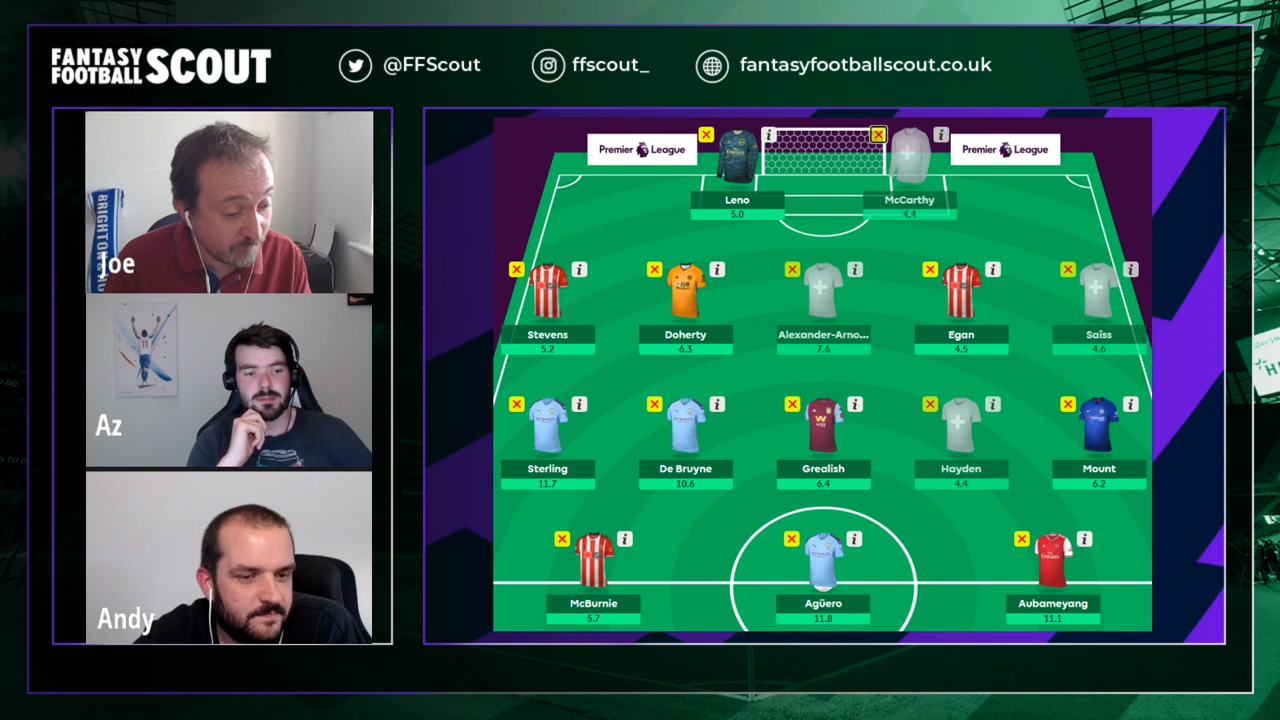 FANTASY
FOOTBALL SCOUT
@FFScout
ffscout_
fantasyfootballscout.co.uk
BRIGHTON &
Joe
11
Az
Andy
Premier League
Premier League
Leno
5.0
McCarthy
4.4
Stevens
5.2
Doherty
6.3
Alexander-Arno...
7.6
Egan
4.5
Saïss
4.6
Sterling
11.7
De Bruyne
10.6
Grealish
6.4
Hayden
4.4
Mount
6.2
McBurnie
5.7
Agüero
11.8
Aubameyang
11.1